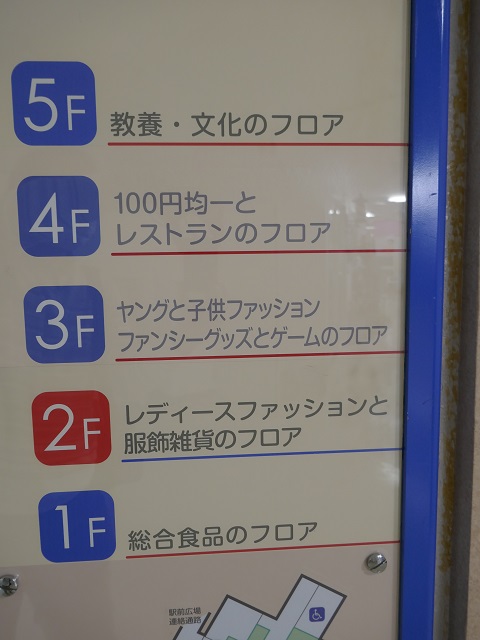 5F
教養・文化のフロア
4F
100円均一と
レストランのフロア
3F
ヤングと子供ファッション
ファンシーグッズとゲームのフロア
2F
レディースファッションと
服飾雑貨のフロア
1F
総合食品のフロア
駅前広場
連絡通路